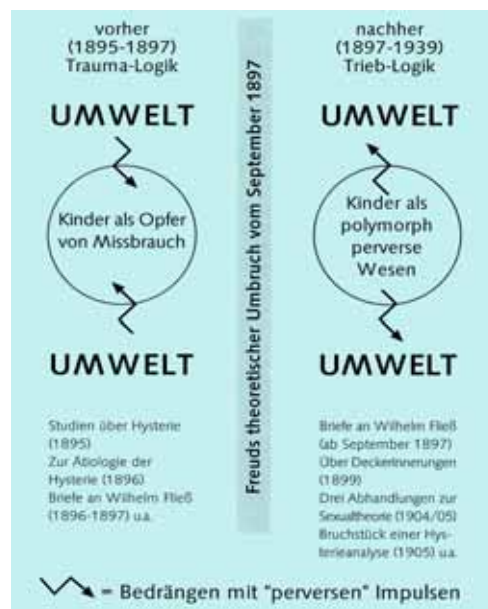 vorher
(1895-1897)
Trauma-Logik
UMWELT
Kinder als Opfer
von Missbrauch
UMWELT
Studien über Hysterie
(1895)
Zur Ätiologie der
Hysterie (1896)
Briefe an Wilhelm Fließ
(1896-1897) u.a.
Freuds theoretischer Umbruch vom September 1897
nachher
(1897-1939)
Trieb-Logik
UMWELT
Kinder als
polymorph
perverse
Wesen
UMWELT
Briefe an Wilhelm Fließ
(ab September 1897)
Über Deckerinnerungen
(1899)
Drei Abhandlungen zur
Sexualtheorie (1904/05)
Bruchstück einer Hys-
terieanalyse (1905) u.a.
= Bedrängen mit "perversen" Impulsen